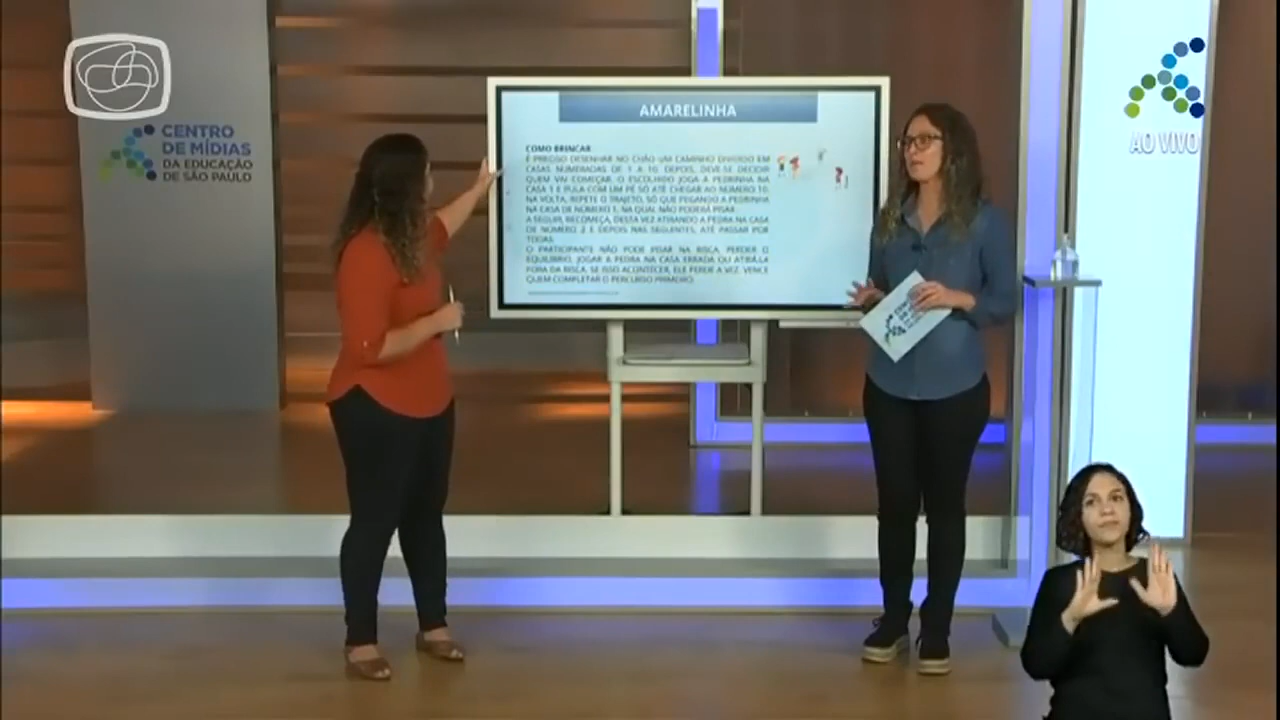 CENTRO
DE MÍDIAS
DA EDUCAÇÃO
DE SÃO PAULO
AMARELINHA
COMO BRINCAR
É PRECISO DESENHAR NO CHÃO UM CAMINHO DIVIDIDO EM
CASAS NUMERADAS DE 1 A 10. DEPOIS, DEVE-SE DECIDIR
QUEM VAI COMEÇAR. O ESCOLHIDO JOGA A PEDRINHA NA
CASA 1 E PULA COM UM PÉ SÓ ATÉ CHEGAR AO NÚMERO 10.
NA VOLTA, REPETE O TRAJETO, SÓ QUE PEGANDO A PEDRINHA
NA CASA DE NÚMERO 1, NA QUAL NÃO PODERÁ PISAR.
A SEGUIR, RECOMEÇA, DESTA VEZ ATIRANDO A PEDRA NA CASA
DE NÚMERO 2 E DEPOIS NAS SEGUINTES, ATÉ PASSAR POR
TODAS.
O PARTICIPANTE NÃO PODE PISAR NA RISCA, PERDER O
EQUILÍBRIO, JOGAR A PEDRA NA CASA ERRADA OU ATIRÁ-LA
FORA DA RISCA. SE ISSO ACONTECER, ELE PERDE A VEZ. VENCE
QUEM COMPLETAR O PERCURSO PRIMEIRO.
AO VIVO